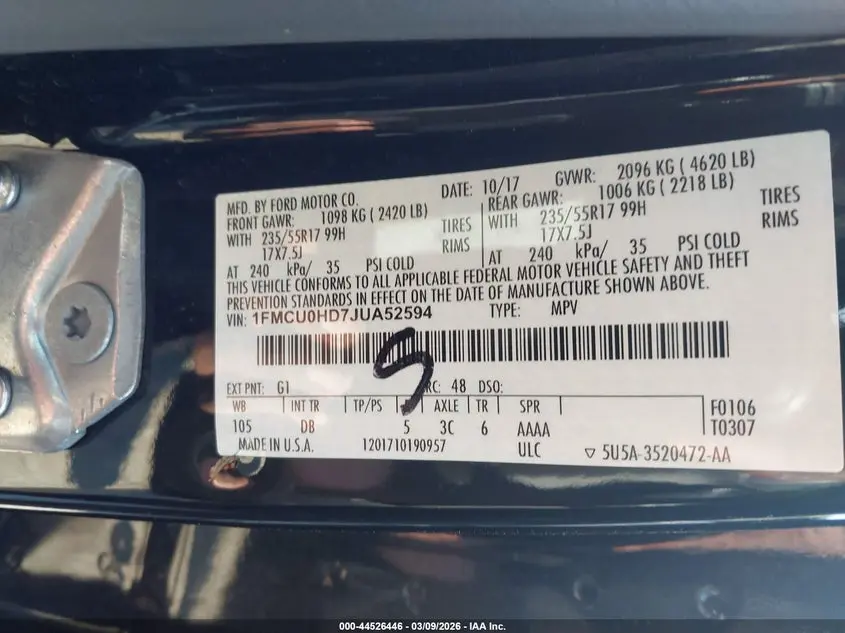 MFD. BY FORD MOTOR CO. DATE: 10/17 GVWR: 2096 KG ( 4620 LB)
FRONT GAWR: 1098 KG ( 2420 LB) REAR GAWR: 1006 KG ( 2218 LB)
WITH 235/55R17 99H TIRES WITH 235/55R17 99H TIRES
17X7.5J RIMS 17X7.5J RIMS
AT 240 kPa/ 35 PSI COLD AT 240 kPa/ 35 PSI COLD
THIS VEHICLE CONFORMS TO ALL APPLICABLE FEDERAL MOTOR VEHICLE SAFETY AND THEFT
PREVENTION STANDARDS IN EFFECT ON THE DATE OF MANUFACTURE SHOWN ABOVE.
VIN: 1FMCU0HD7JUA52594 TYPE: MPV
5
EXT PNT: G1 RC: 48 DSO:
WB INT TR TP/PS AXLE TR SPR F0106
105 DB 5 3C 6 AAAA T0307
MADE IN U.S.A. 1201710190957 ULC ▽ 5U5A-3520472-AA
000-44526446 - 03/09/2026 - IAA Inc.